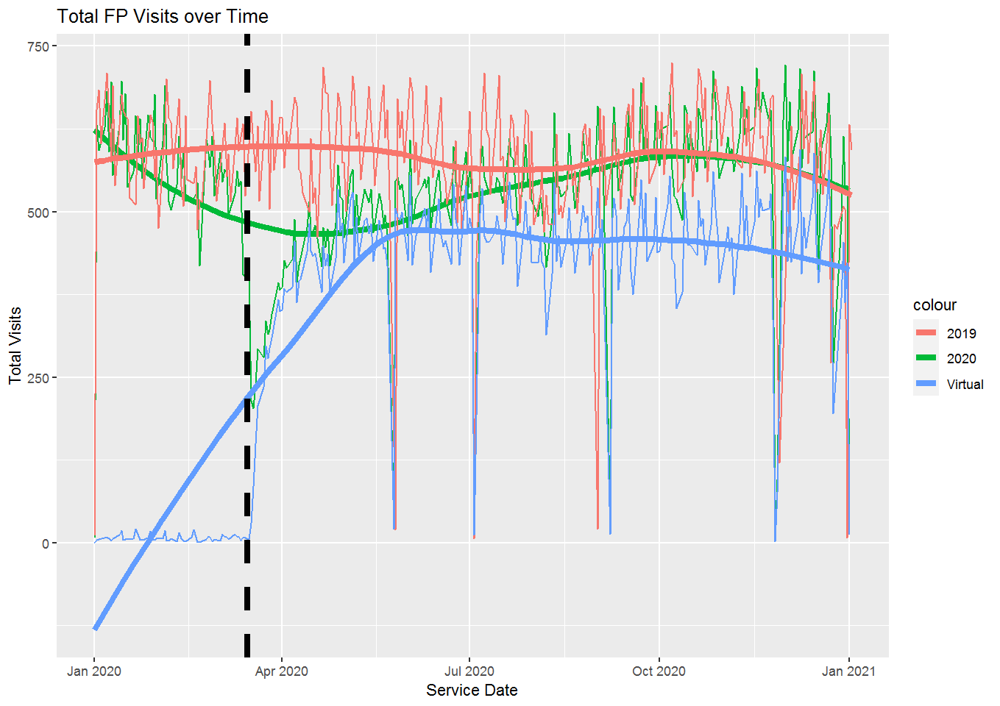 Total FP Visits over Time
Total Visits
750
500
250
0
Jan 2020
Apr 2020
Jul 2020
Oct 2020
Jan 2021
Service Date
colour
2019
2020
Virtual